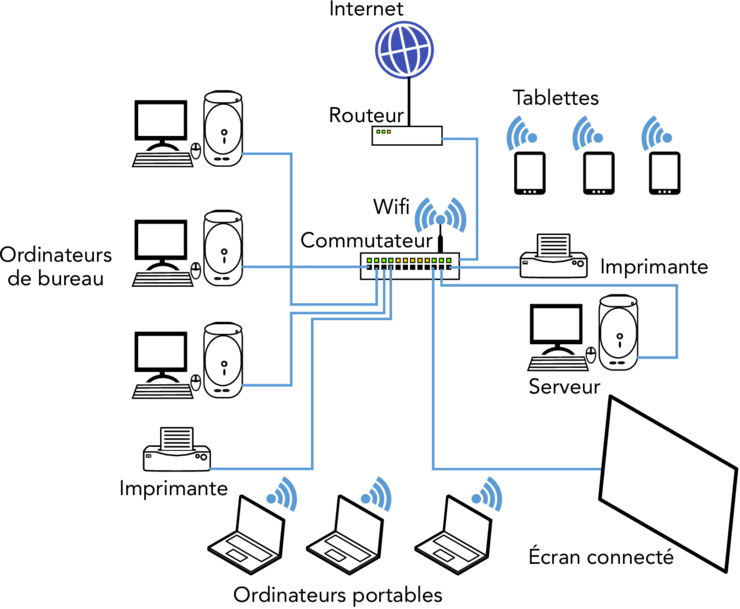 Internet
Routeur
Tablettes
Wifi
Commutateur
Ordinateurs
de bureau
Imprimante
Serveur
Imprimante
Écran connecté
Ordinateurs portables